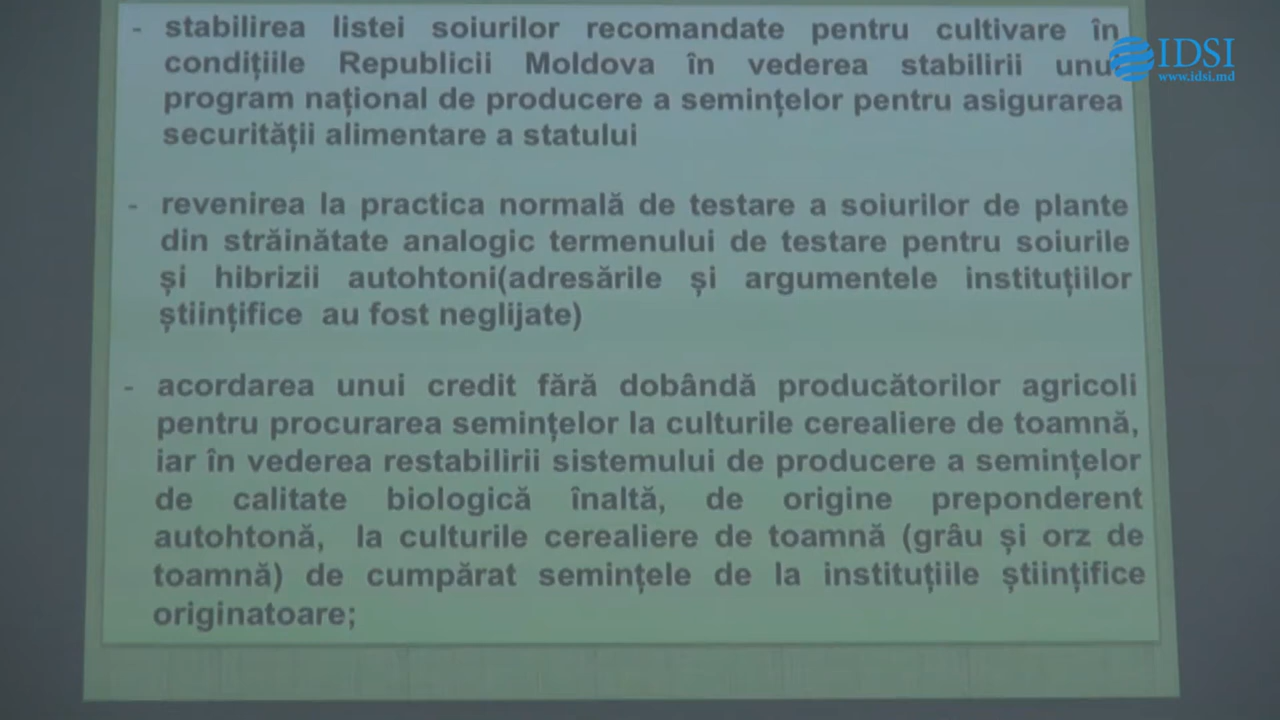 - stabilirea listei soiurilor recomandate pentru cultivare în
condițiile Republicii Moldova în vederea stabilirii unu
program național de producere a semințelor pentru asigurarea
securității alimentare a statului
- revenirea la practica normală de testare a soiurilor de plante
din străinătate analogic termenului de testare pentru soiurile
și hibrizii autohtoni(adresările și argumentele instituțiilor
științifice au fost neglijate)
- acordarea unui credit fără dobândă producătorilor agricoli
pentru procurarea semințelor la culturile cerealiere de toamnă,
iar în vederea restabilirii sistemului de producere a semințelor
de calitate biologică înaltă, de origine preponderent
autohtonă, la culturile cerealiere de toamnă (grâu și orz de
toamnă) de cumpărat semințele de la instituțiile științifice
originatoare;
IDSI
www.idsi.md